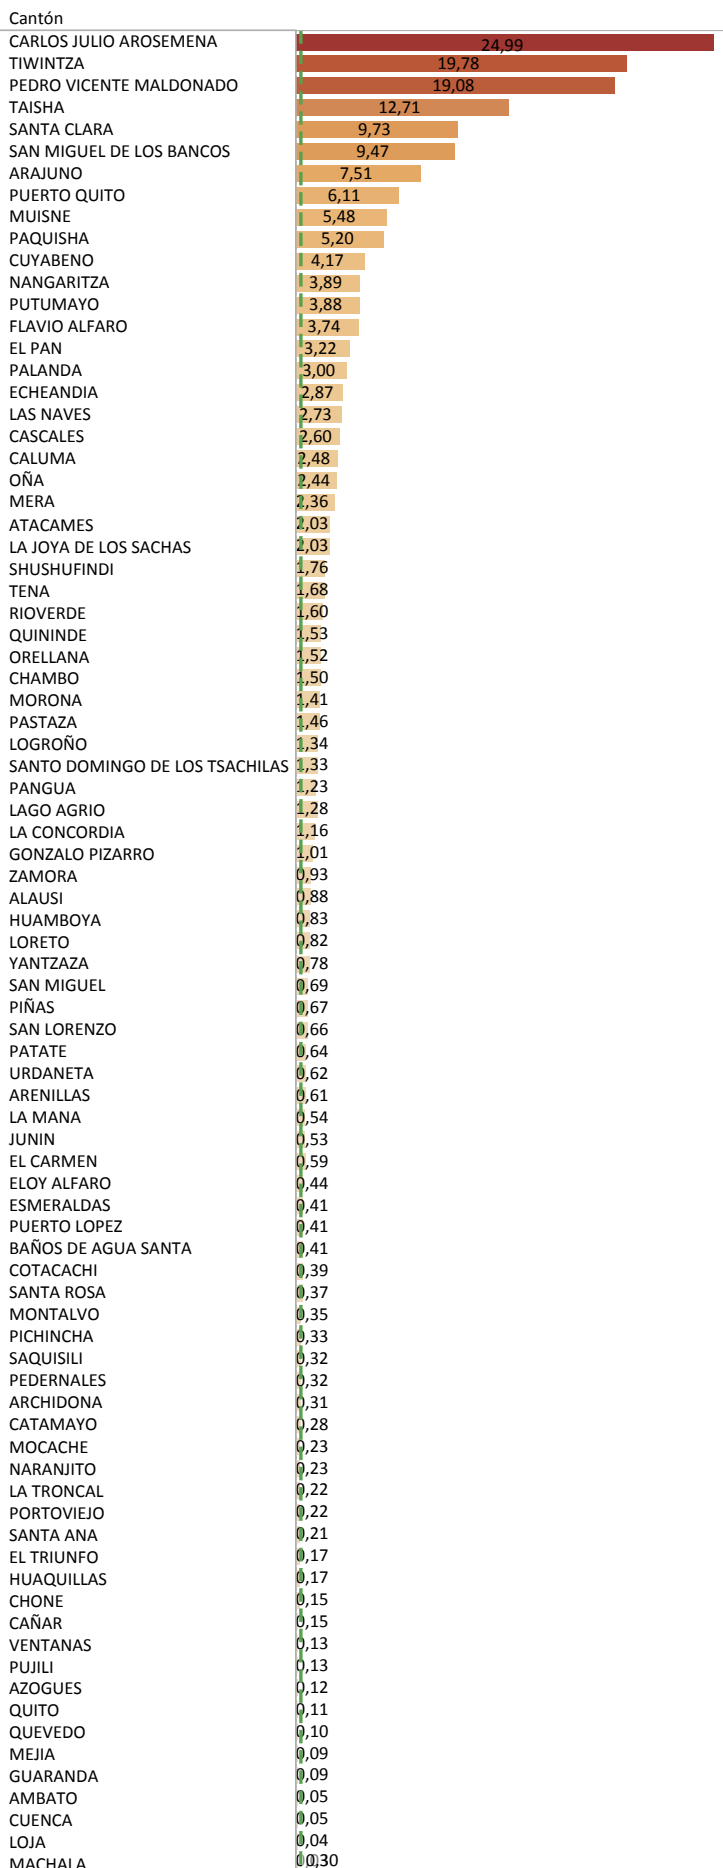 Cantón
CARLOS JULIO AROSEMENA 24,99
TIWINTZA 19,78
PEDRO VICENTE MALDONADO 19,08
TAISHA 12,71
SANTA CLARA 9,73
SAN MIGUEL DE LOS BANCOS 9,47
ARAJUNO 7,51
PUERTO QUITO 6,11
MUISNE 5,48
PAQUISHA 5,20
CUYABENO 4,17
NANGARITZA 3,89
PUTUMAYO 3,88
FLAVIO ALFARO 3,74
EL PAN 3,22
PALANDA 3,00
ECHEANDIA 2,87
LAS NAVES 2,73
CASCALES 2,60
CALUMA 2,48
OÑA 2,44
MERA 2,36
ATACAMES 2,03
LA JOYA DE LOS SACHAS 2,03
SHUSHUFINDI 1,76
TENA 1,68
RIOVERDE 1,60
QUININDE 1,53
ORELLANA 1,52
CHAMBO 1,50
MORONA 1,41
PASTAZA 1,46
LOGROÑO 1,34
SANTO DOMINGO DE LOS TSACHILAS 1,33
PANGUA 1,23
LAGO AGRIO 1,28
LA CONCORDIA 1,16
GONZALO PIZARRO 1,01
ZAMORA 0,93
ALAUSI 0,88
HUAMBOYA 0,83
LORETO 0,82
YANTZAZA 0,78
SAN MIGUEL 0,69
PIÑAS 0,67
SAN LORENZO 0,66
PATATE 0,64
URDANETA 0,62
ARENILLAS 0,61
LA MANA 0,54
JUNIN 0,53
EL CARMEN 0,59
ELOY ALFARO 0,44
ESMERALDAS 0,41
PUERTO LOPEZ 0,41
BAÑOS DE AGUA SANTA 0,41
COTACACHI 0,39
SANTA ROSA 0,37
MONTALVO 0,35
PICHINCHA 0,33
SAQUISILI 0,32
PEDERNALES 0,32
ARCHIDONA 0,31
CATAMAYO 0,28
MOCACHE 0,23
NARANJITO 0,23
LA TRONCAL 0,22
PORTOVIEJO 0,22
SANTA ANA 0,21
EL TRIUNFO 0,17
HUAQUILLAS 0,17
CHONE 0,15
CAÑAR 0,15
VENTANAS 0,13
PUJILI 0,13
AZOGUES 0,12
QUITO 0,11
QUEVEDO 0,10
MEJIA 0,09
GUARANDA 0,09
AMBATO 0,05
CUENCA 0,05
LOJA 0,04
MACHALA 0,30